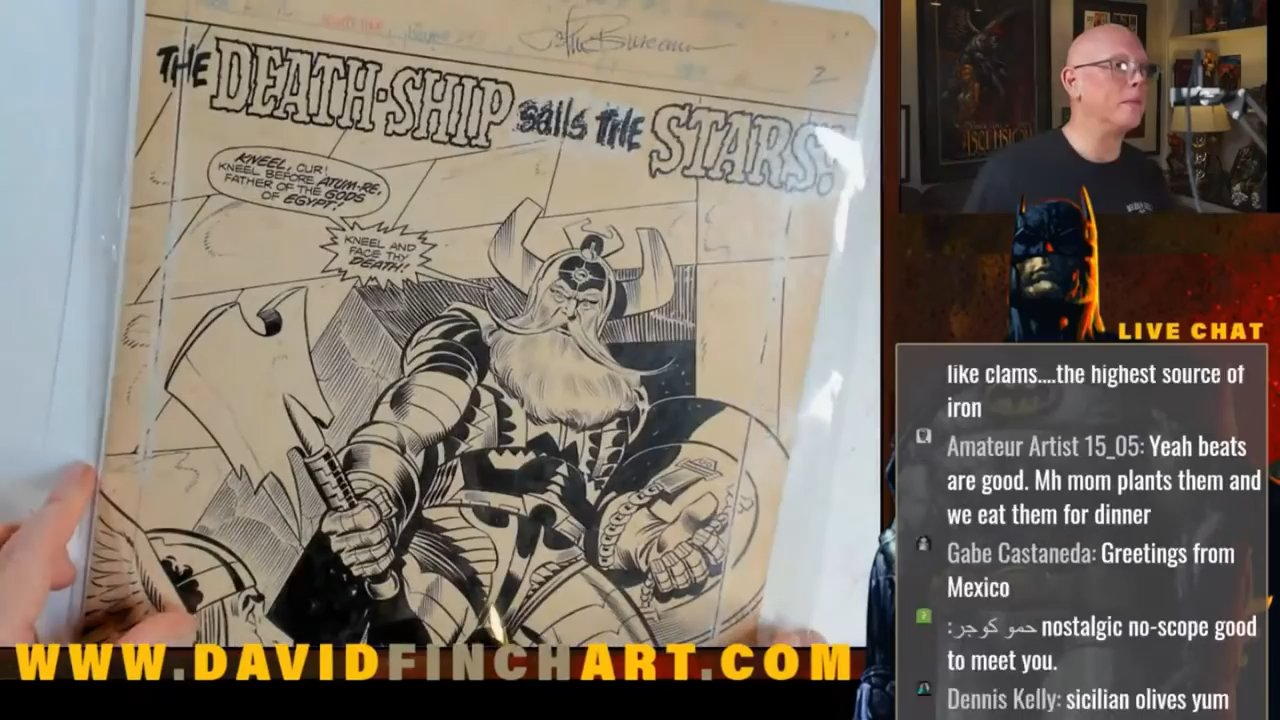 2
THE DEATH-SHIP sails THE STARS!
KNEEL, CUR!
KNEEL BEFORE ATUM-RE,
FATHER OF THE GODS
OF EGYPT!
KNEEL AND
FACE THY
DEATH!
ASCENSION
WWW.DAVIDFINCHART.COM
LIVE CHAT
like clams....the highest source of
iron
Amateur Artist 15_05: Yeah beats
are good. Mh mom plants them and
we eat them for dinner
Gabe Castaneda: Greetings from
Mexico
حمو كوجر: nostalgic no-scope good
to meet you.
Dennis Kelly: sicilian olives yum